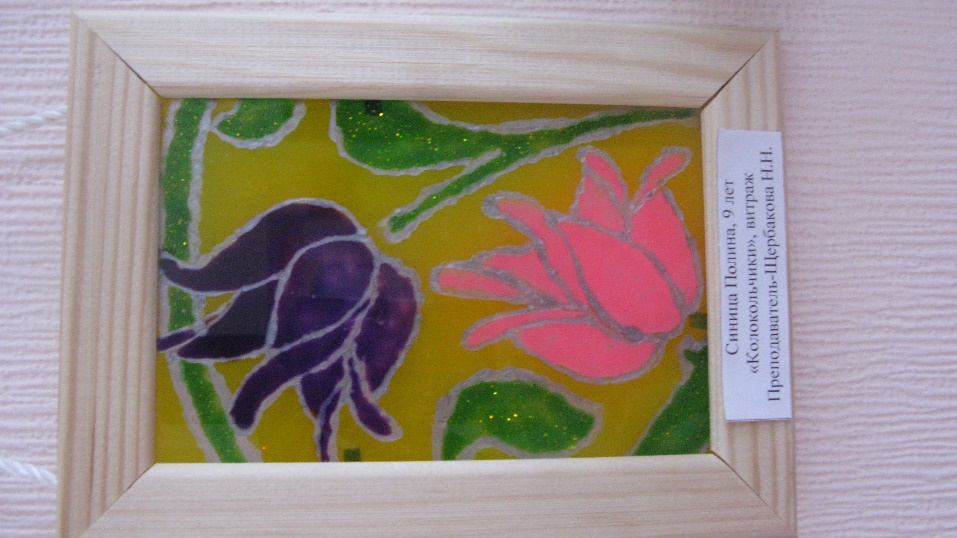 Синица Полина, 9 лет
«Колокольчики», витраж
Преподаватель-Щербакова Н.Н.